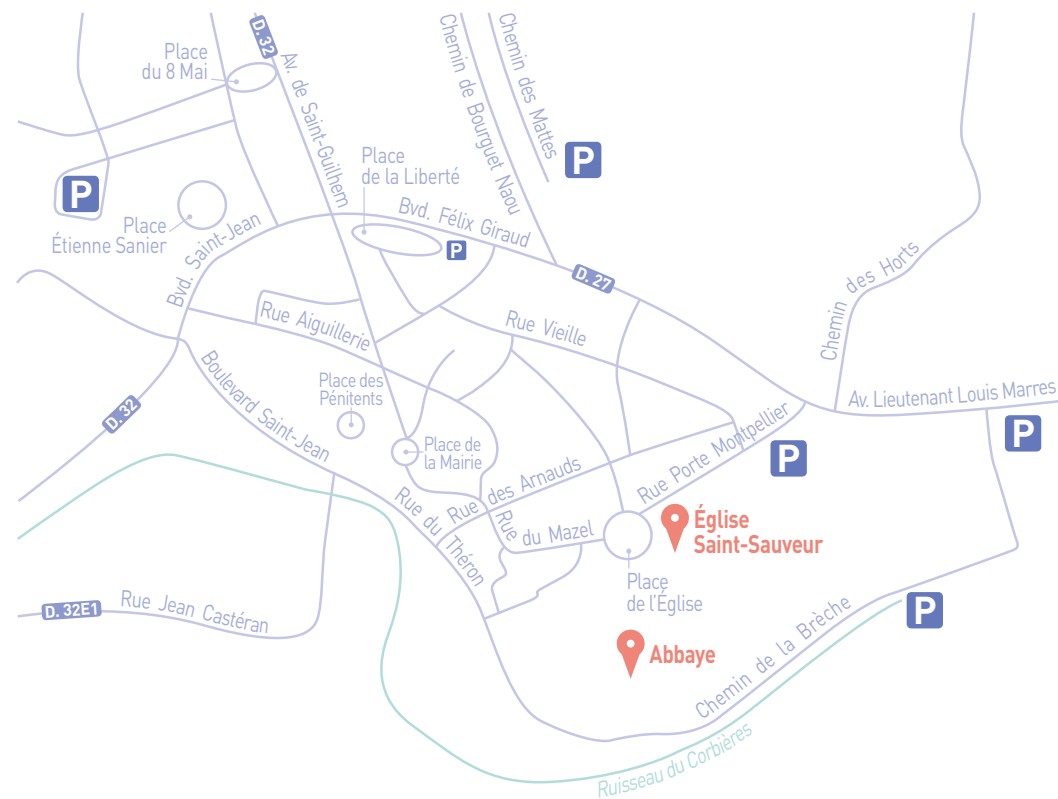 D. 32
Place
du 8 Mai
Av. de Saint-Guilhem
Chemin de Bourguet Naou
Chemin des Mattes
P
P
Place
de la Liberté
Place
Étienne Sanier
Bvd. Saint-Jean
Bvd. Félix Giraud
P
D. 27
Chemin des Horts
Rue Aiguillerie
Rue Vieille
Boulevard Saint-Jean
Place des
Pénitents
D. 32
Av. Lieutenant Louis Marres
P
Place de
la Mairie
Rue Porte Montpellier
P
Rue des Arnauds
Rue du Théron
Rue du Mazel
Église
Saint-Sauveur
Place
de l'Église
D. 32E1
Rue Jean Castéran
P
Abbaye
Chemin de la Brèche
Ruisseau du Corbières